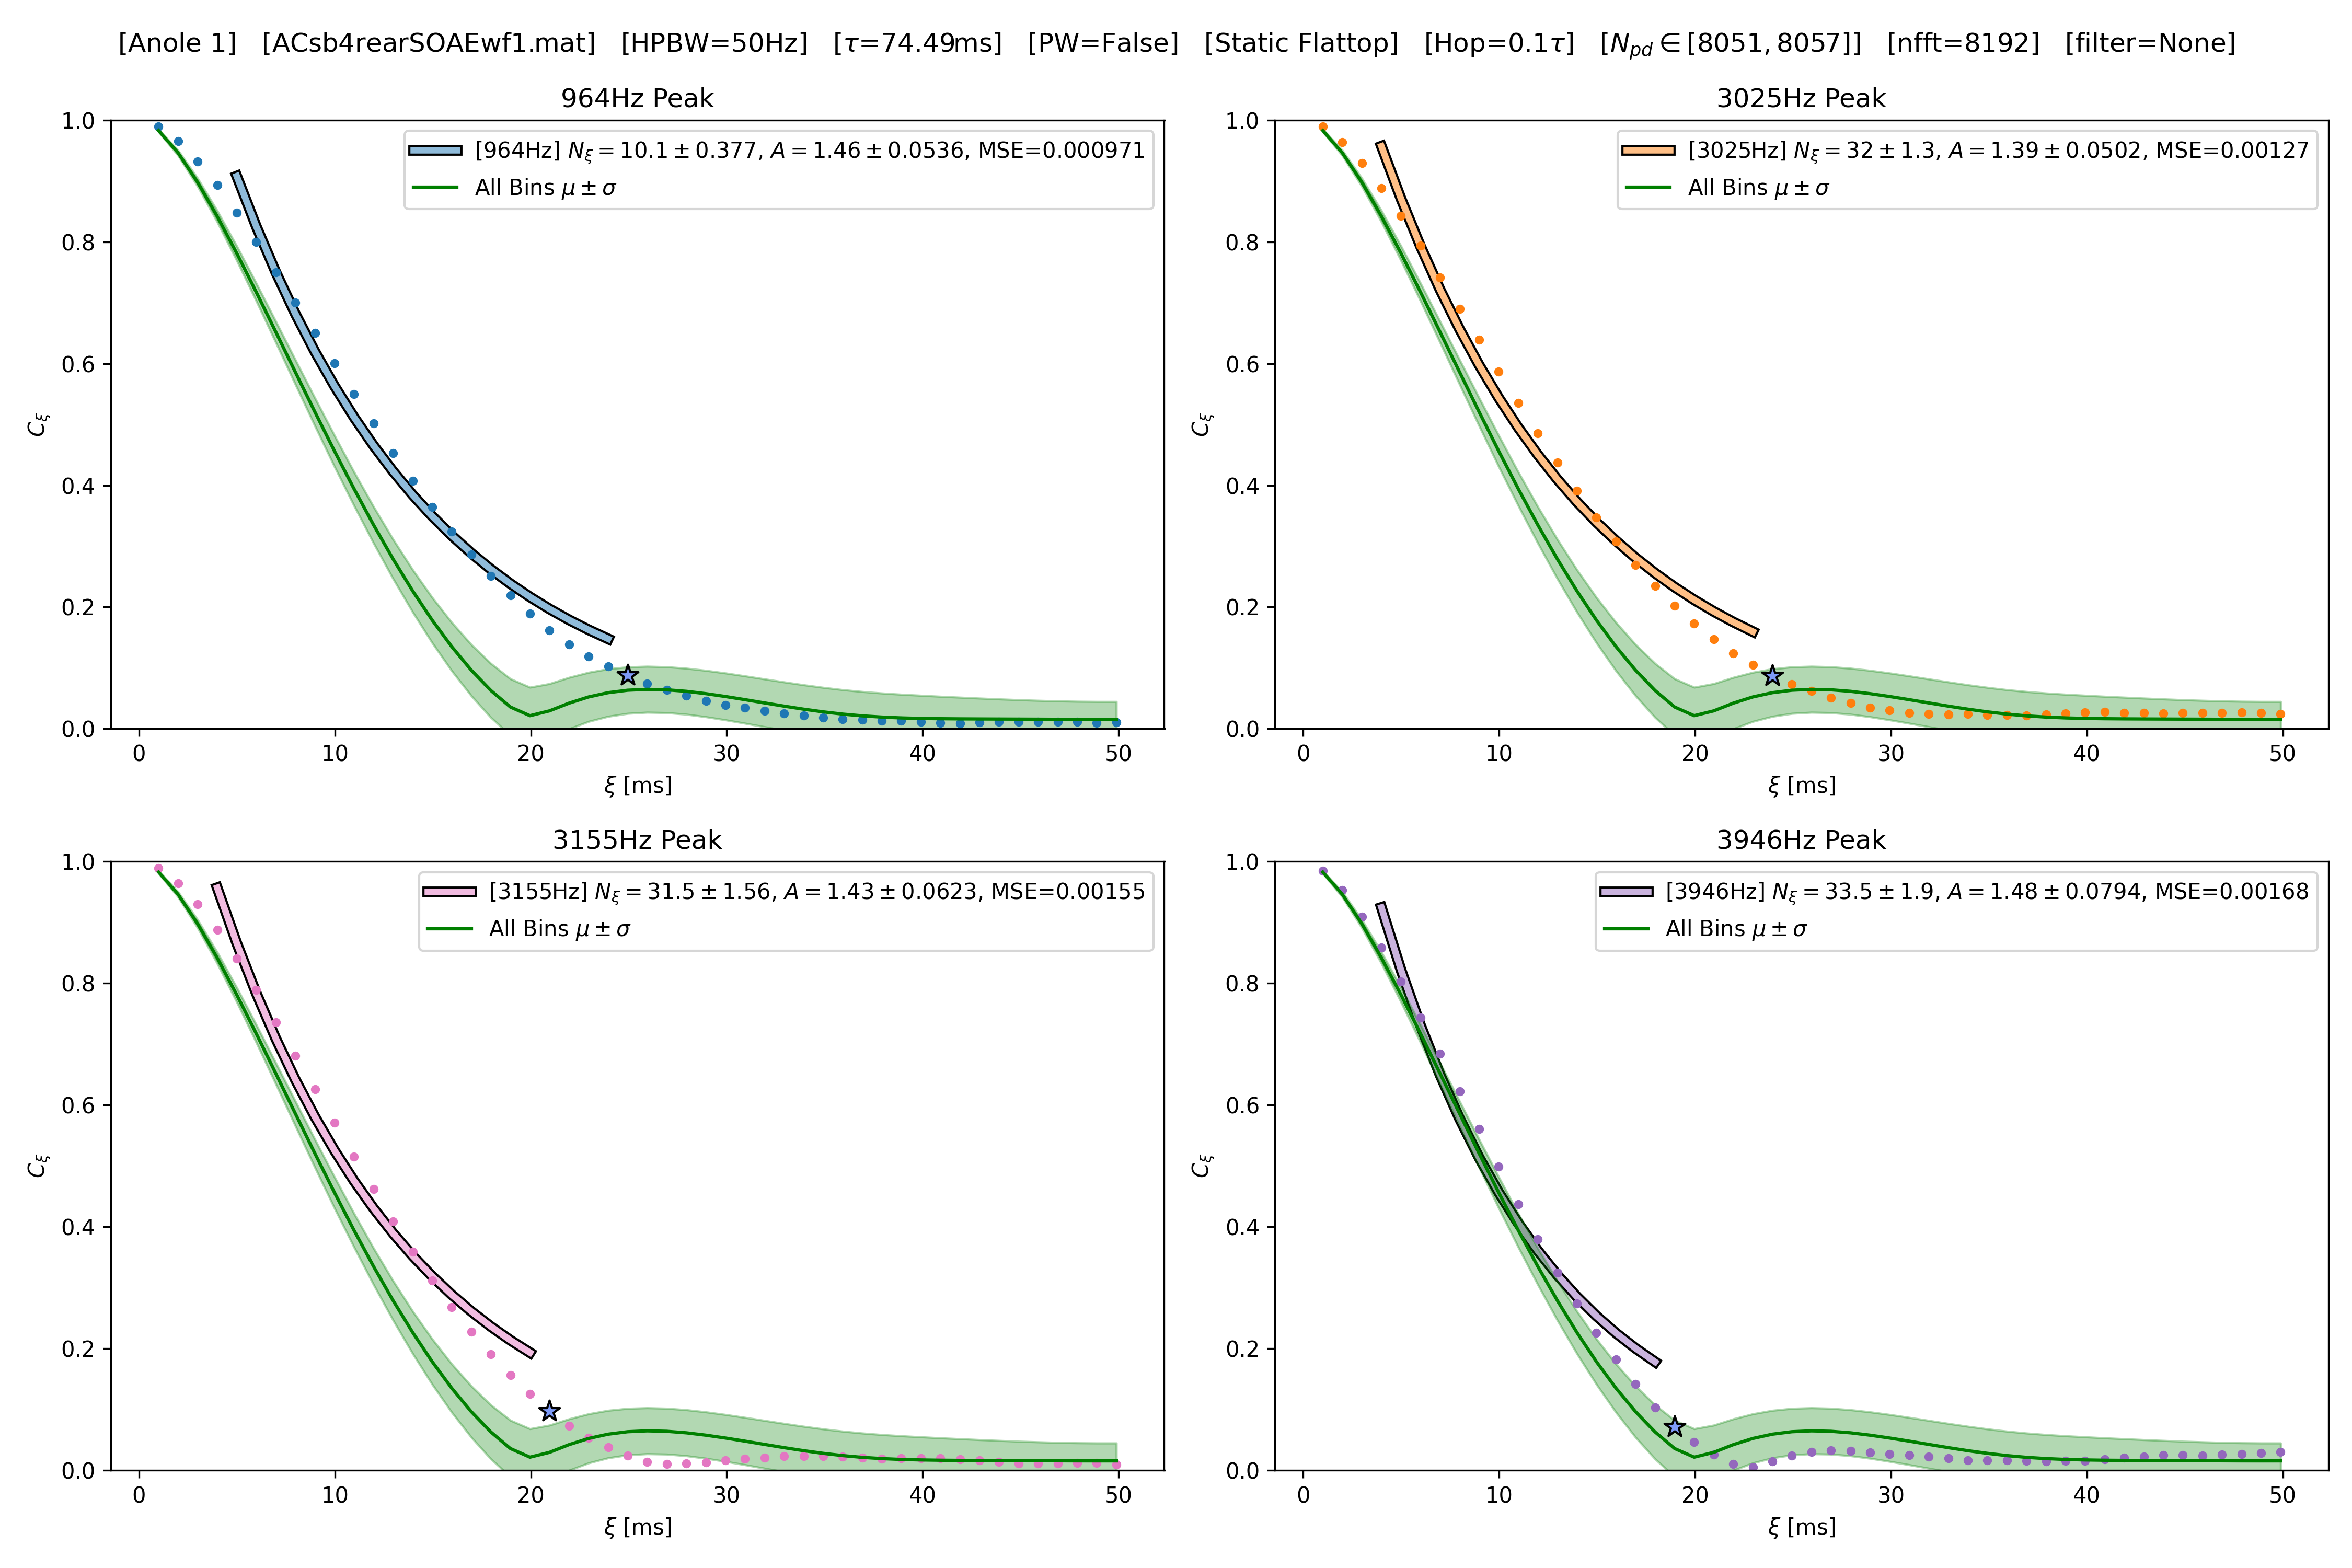 [Anole 1] [ACsb4rearSOAEwf1.mat] [HPBW=50Hz] [τ=74.49ms] [PW=False] [Static Flattop] [Hop=0.1τ] [N_pd ∈ [8051, 8057]] [nfft=8192] [filter=None]
964Hz Peak
[964Hz] N_ξ = 10.1 ± 0.377, A = 1.46 ± 0.0536, MSE=0.000971
All Bins μ ± σ
C_ξ
1.0
0.8
0.6
0.4
0.2
0.0
0 10 20 30 40 50
ξ [ms]
3025Hz Peak
[3025Hz] N_ξ = 32 ± 1.3, A = 1.39 ± 0.0502, MSE=0.00127
All Bins μ ± σ
C_ξ
1.0
0.8
0.6
0.4
0.2
0.0
0 10 20 30 40 50
ξ [ms]
3155Hz Peak
[3155Hz] N_ξ = 31.5 ± 1.56, A = 1.43 ± 0.0623, MSE=0.00155
All Bins μ ± σ
C_ξ
1.0
0.8
0.6
0.4
0.2
0.0
0 10 20 30 40 50
ξ [ms]
3946Hz Peak
[3946Hz] N_ξ = 33.5 ± 1.9, A = 1.48 ± 0.0794, MSE=0.00168
All Bins μ ± σ
C_ξ
1.0
0.8
0.6
0.4
0.2
0.0
0 10 20 30 40 50
ξ [ms]